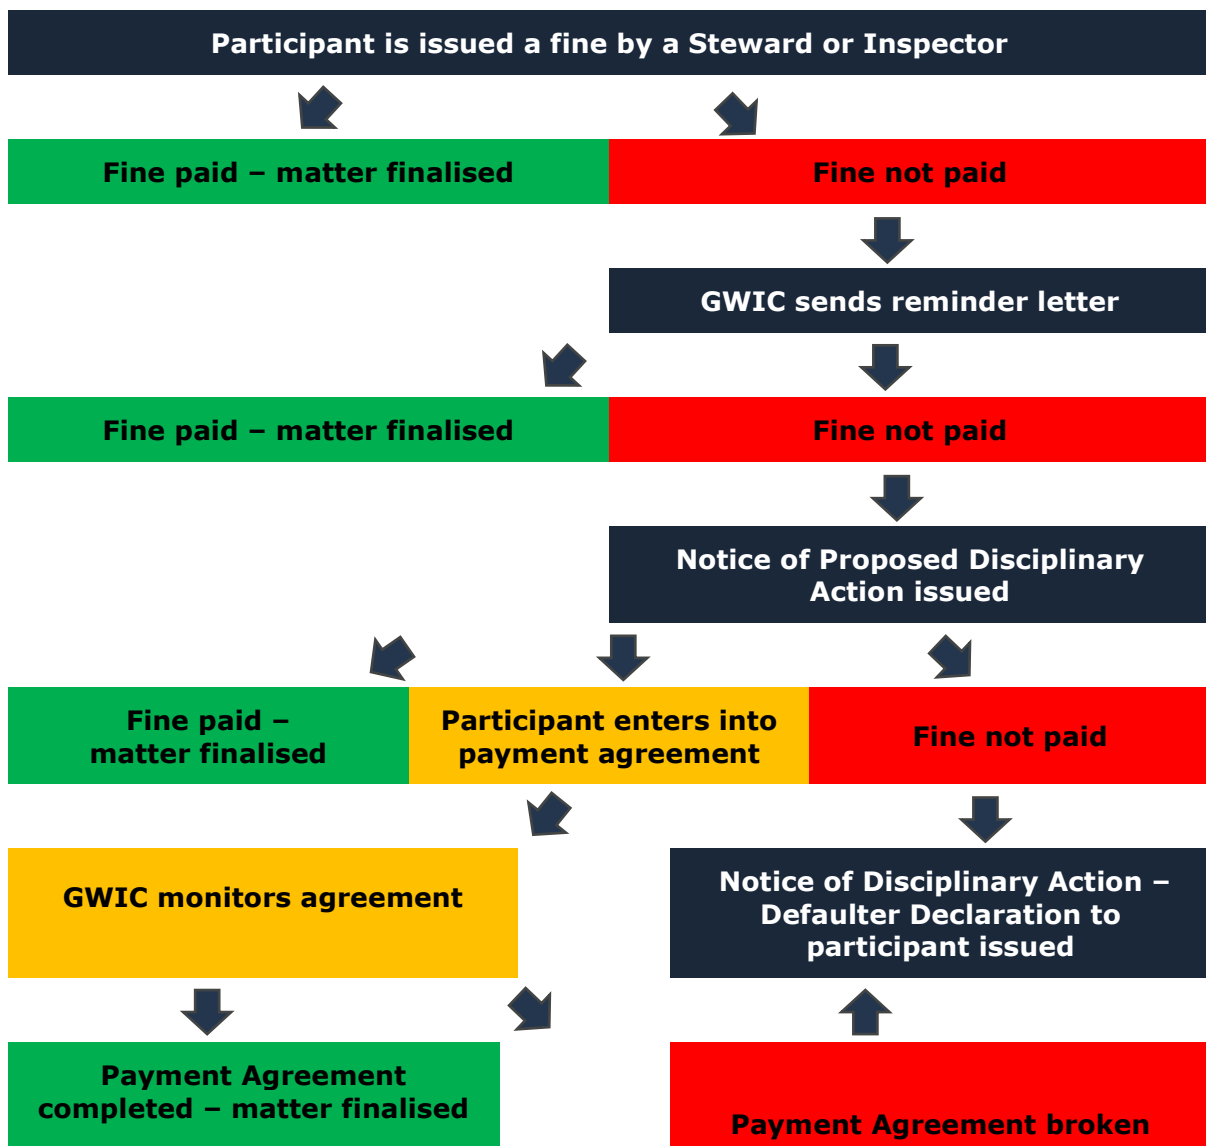 Participant is issued a fine by a Steward or Inspector
Fine paid – matter finalised
Fine not paid
GWIC sends reminder letter
Fine paid – matter finalised
Fine not paid
Notice of Proposed Disciplinary
Action issued
Fine paid –
matter finalised
Participant enters into
payment agreement
Fine not paid
GWIC monitors agreement
Notice of Disciplinary Action –
Defaulter Declaration to
participant issued
Payment Agreement
completed – matter finalised
Payment Agreement broken